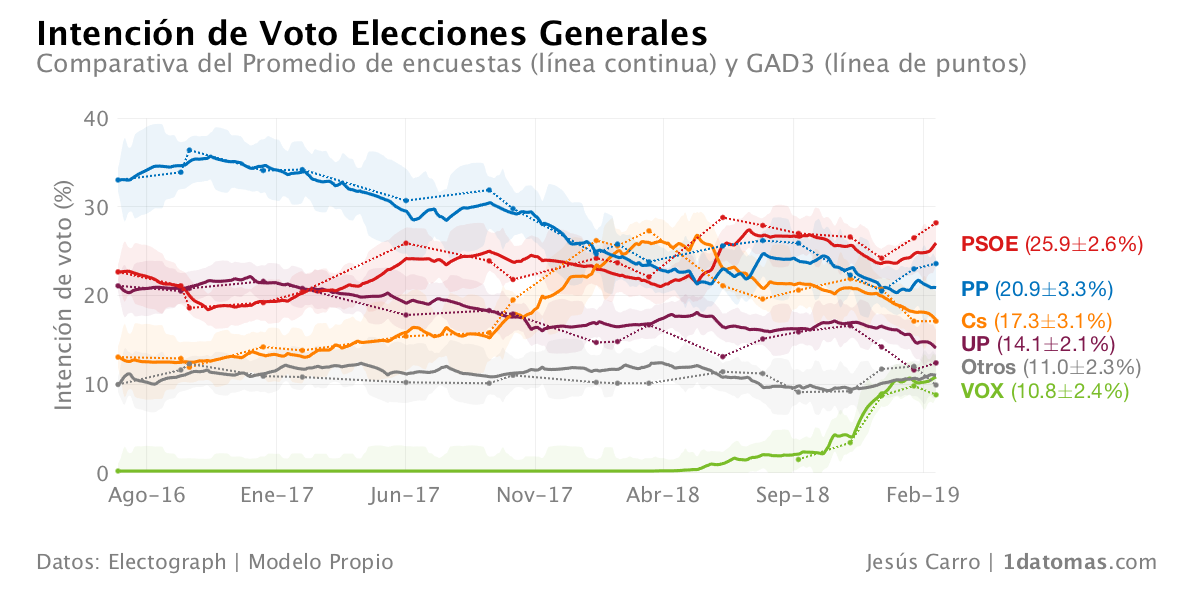 Intención de Voto Elecciones Generales
Comparativa del Promedio de encuestas (línea continua) y GAD3 (línea de puntos)
Intención de voto (%)
40
30
20
10
0
Ago-16 Ene-17 Jun-17 Nov-17 Abr-18 Sep-18 Feb-19
PSOE (25.9±2.6%)
PP (20.9±3.3%)
Cs (17.3±3.1%)
UP (14.1±2.1%)
Otros (11.0±2.3%)
VOX (10.8±2.4%)
Datos: Electograph | Modelo Propio
Jesús Carro | 1datomas.com